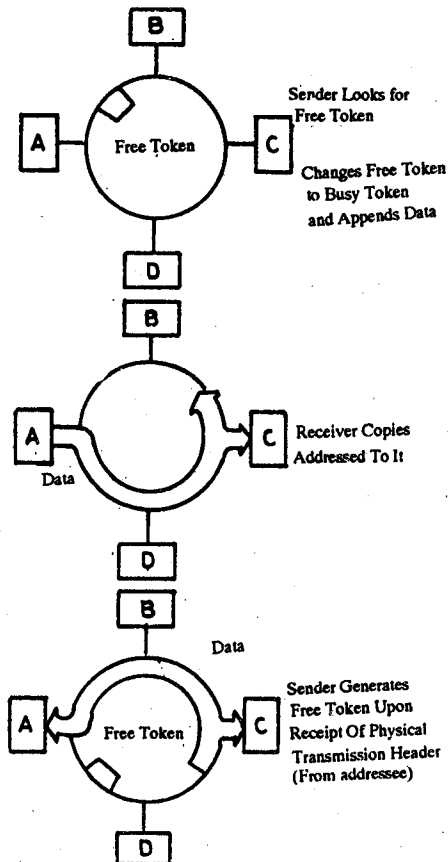 B
Sender Looks for
Free Token
A
Free Token
C
Changes Free Token
to Busy Token
and Appends Data
D
B
A
C
Receiver Copies
Addressed To It
Data
D
B
Data
A
Free Token
C
Sender Generates
Free Token Upon
Receipt Of Physical
Transmission Header
(From addressee)
D